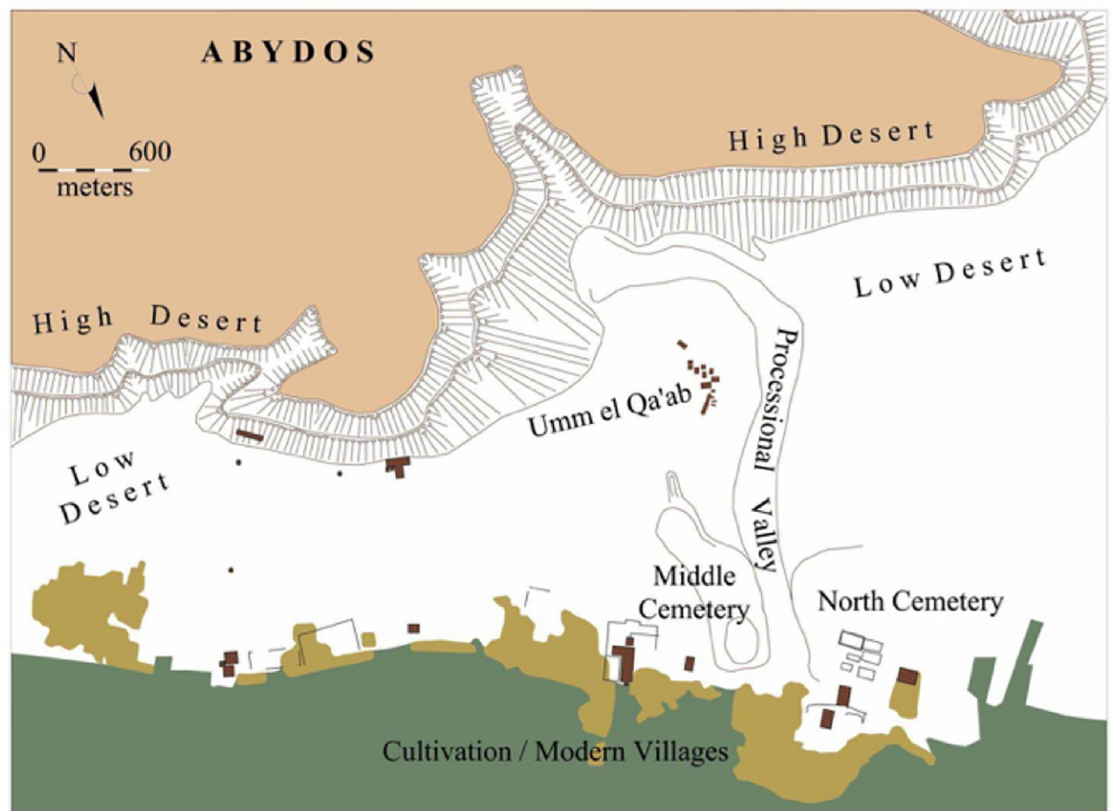 ABYDOS
N
0 600
meters
High Desert
Low Desert
High Desert
Processional Valley
Umm el Qa'ab
Low
Desert
Middle
Cemetery
North Cemetery
Cultivation / Modern Villages